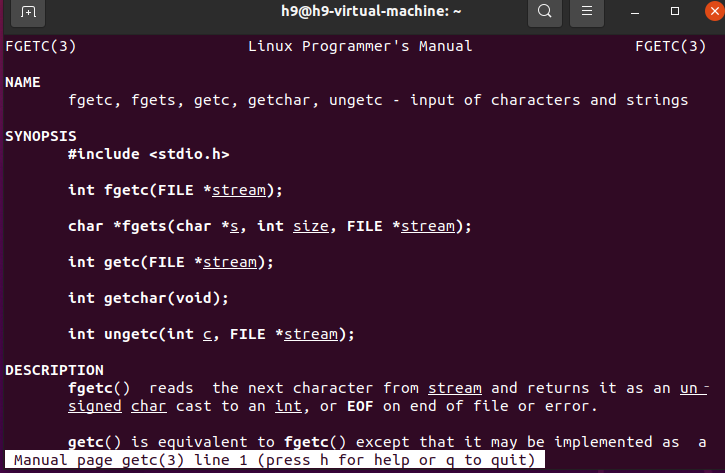 h9@h9-virtual-machine: ~
FGETC(3) Linux Programmer's Manual FGETC(3)
NAME
fgetc, fgets, getc, getchar, ungetc - input of characters and strings
SYNOPSIS
#include <stdio.h>
int fgetc(FILE *stream);
char *fgets(char *s, int size, FILE *stream);
int getc(FILE *stream);
int getchar(void);
int ungetc(int c, FILE *stream);
DESCRIPTION
fgetc() reads the next character from stream and returns it as an un-
signed char cast to an int, or EOF on end of file or error.
getc() is equivalent to fgetc() except that it may be implemented as a
Manual page getc(3) line 1 (press h for help or q to quit)